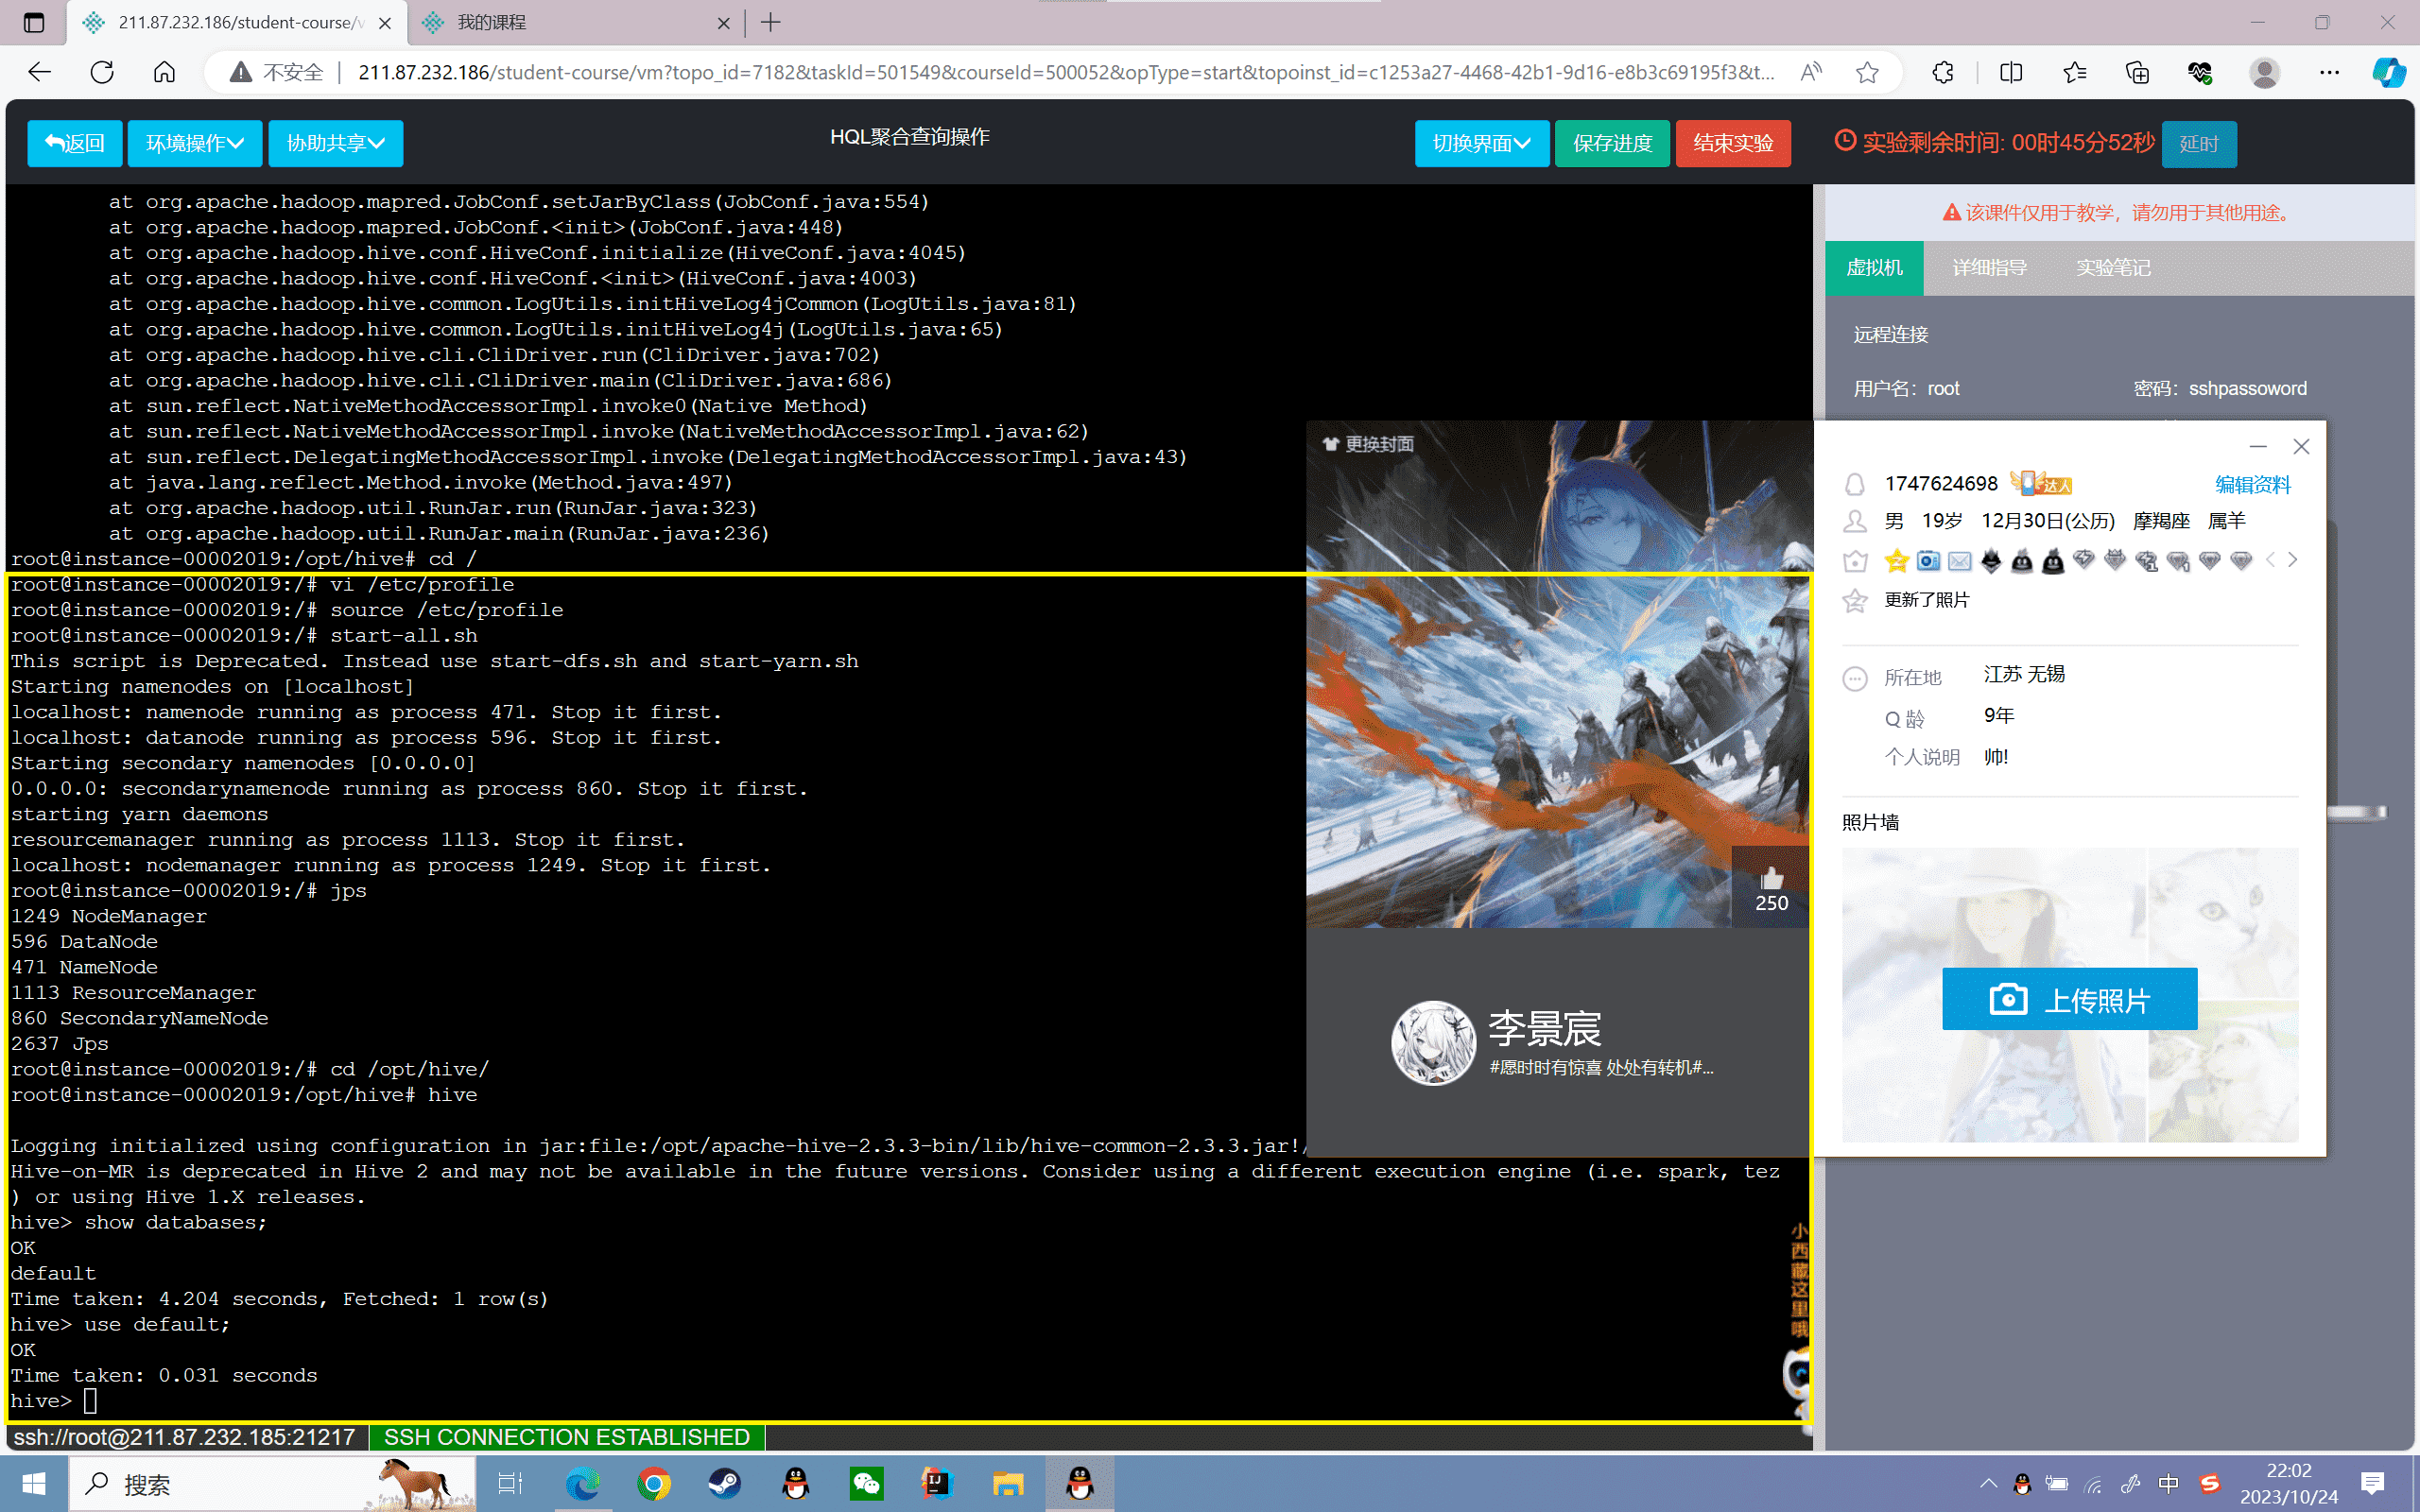 211.87.232.186/student-course/v
我的课程
不安全
211.87.232.186/student-course/vm?topo_id=7182&taskId=501549&courseId=500052&opType=start&topoinst_id=c1253a27-4468-42b1-9d16-e8b3c69195f3&t...
返回
环境操作
协助共享
HQL聚合查询操作
切换界面
保存进度
结束实验
实验剩余时间: 00时45分52秒
延时
at org.apache.hadoop.mapred.JobConf.setJarByClass(JobConf.java:554)
at org.apache.hadoop.mapred.JobConf.<init>(JobConf.java:448)
at org.apache.hadoop.hive.conf.HiveConf.initialize(HiveConf.java:4045)
at org.apache.hadoop.hive.conf.HiveConf.<init>(HiveConf.java:4003)
at org.apache.hadoop.hive.common.LogUtils.initHiveLog4jCommon(LogUtils.java:81)
at org.apache.hadoop.hive.common.LogUtils.initHiveLog4j(LogUtils.java:65)
at org.apache.hadoop.hive.cli.CliDriver.run(CliDriver.java:702)
at org.apache.hadoop.hive.cli.CliDriver.main(CliDriver.java:686)
at sun.reflect.NativeMethodAccessorImpl.invoke0(Native Method)
at sun.reflect.NativeMethodAccessorImpl.invoke(NativeMethodAccessorImpl.java:62)
at sun.reflect.DelegatingMethodAccessorImpl.invoke(DelegatingMethodAccessorImpl.java:43)
at java.lang.reflect.Method.invoke(Method.java:497)
at org.apache.hadoop.util.RunJar.run(RunJar.java:323)
at org.apache.hadoop.util.RunJar.main(RunJar.java:236)
root@instance-00002019:/opt/hive# cd /
root@instance-00002019:/# vi /etc/profile
root@instance-00002019:/# source /etc/profile
root@instance-00002019:/# start-all.sh
This script is Deprecated. Instead use start-dfs.sh and start-yarn.sh
Starting namenodes on [localhost]
localhost: namenode running as process 471. Stop it first.
localhost: datanode running as process 596. Stop it first.
Starting secondary namenodes [0.0.0.0]
0.0.0.0: secondarynamenode running as process 860. Stop it first.
starting yarn daemons
resourcemanager running as process 1113. Stop it first.
localhost: nodemanager running as process 1249. Stop it first.
root@instance-00002019:/# jps
1249 NodeManager
596 DataNode
471 NameNode
1113 ResourceManager
860 SecondaryNameNode
2637 Jps
root@instance-00002019:/# cd /opt/hive/
root@instance-00002019:/opt/hive# hive
Logging initialized using configuration in jar:file:/opt/apache-hive-2.3.3-bin/lib/hive-common-2.3.3.jar!/
Hive-on-MR is deprecated in Hive 2 and may not be available in the future versions. Consider using a different execution engine (i.e. spark, tez
) or using Hive 1.X releases.
hive> show databases;
OK
default
Time taken: 4.204 seconds, Fetched: 1 row(s)
hive> use default;
OK
Time taken: 0.031 seconds
hive>
ssh://root@211.87.232.185:21217
SSH CONNECTION ESTABLISHED
小西藏这里哦
该课件仅用于教学，请勿用于其他用途。
虚拟机
详细指导
实验笔记
远程连接
用户名：root
密码：sshpassoword
更换封面
250
李景宸
#愿时时有惊喜 处处有转机#...
1747624698
达人
编辑资料
男 19岁 12月30日(公历) 摩羯座 属羊
更新了照片
所在地 江苏 无锡
Q 龄 9年
个人说明 帅!
照片墙
上传照片
搜索
中
22:02
2023/10/24